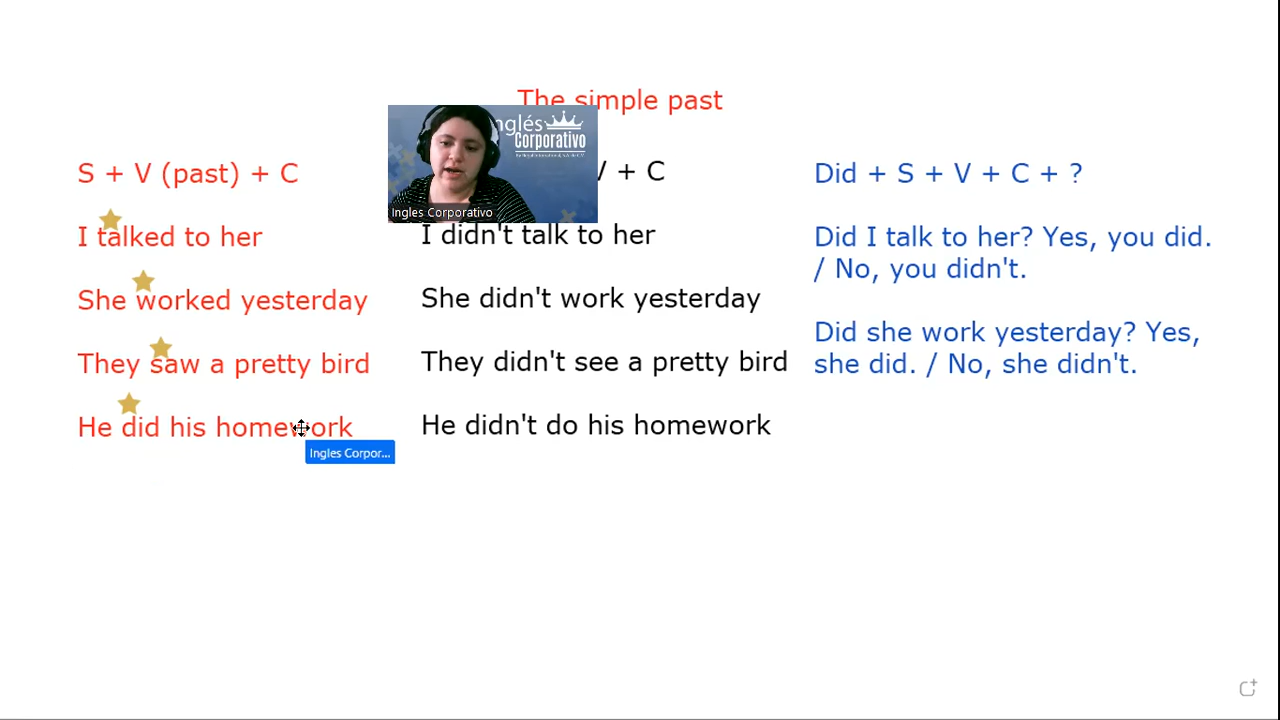 The simple past
nglés
Corporativo
Ingles Corporativo
S + V (past) + C
I talked to her
She worked yesterday
They saw a pretty bird
He did his homework
Ingles Corpor...
V + C
I didn't talk to her
She didn't work yesterday
They didn't see a pretty bird
He didn't do his homework
Did + S + V + C + ?
Did I talk to her? Yes, you did.
/ No, you didn't.
Did she work yesterday? Yes,
she did. / No, she didn't.